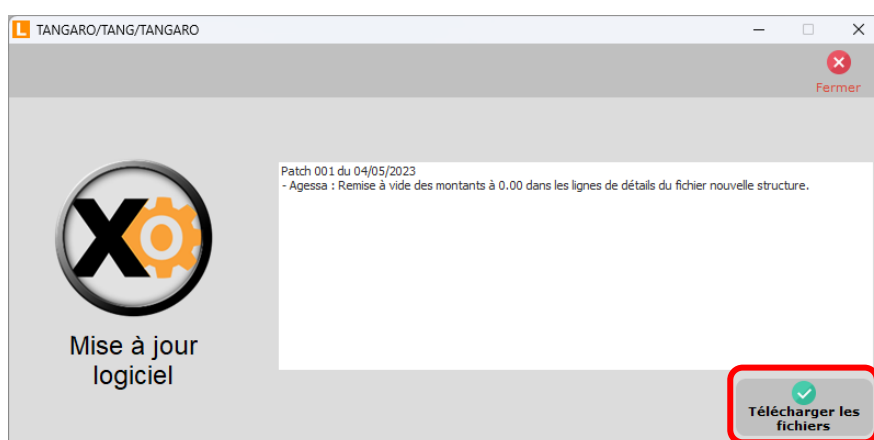 TANGARO/TANG/TANGARO
Fermer
Patch 001 du 04/05/2023
- Agessa : Remise à vide des montants à 0.00 dans les lignes de détails du fichier nouvelle structure.
XO
Mise à jour
logiciel
Télécharger les
fichiers